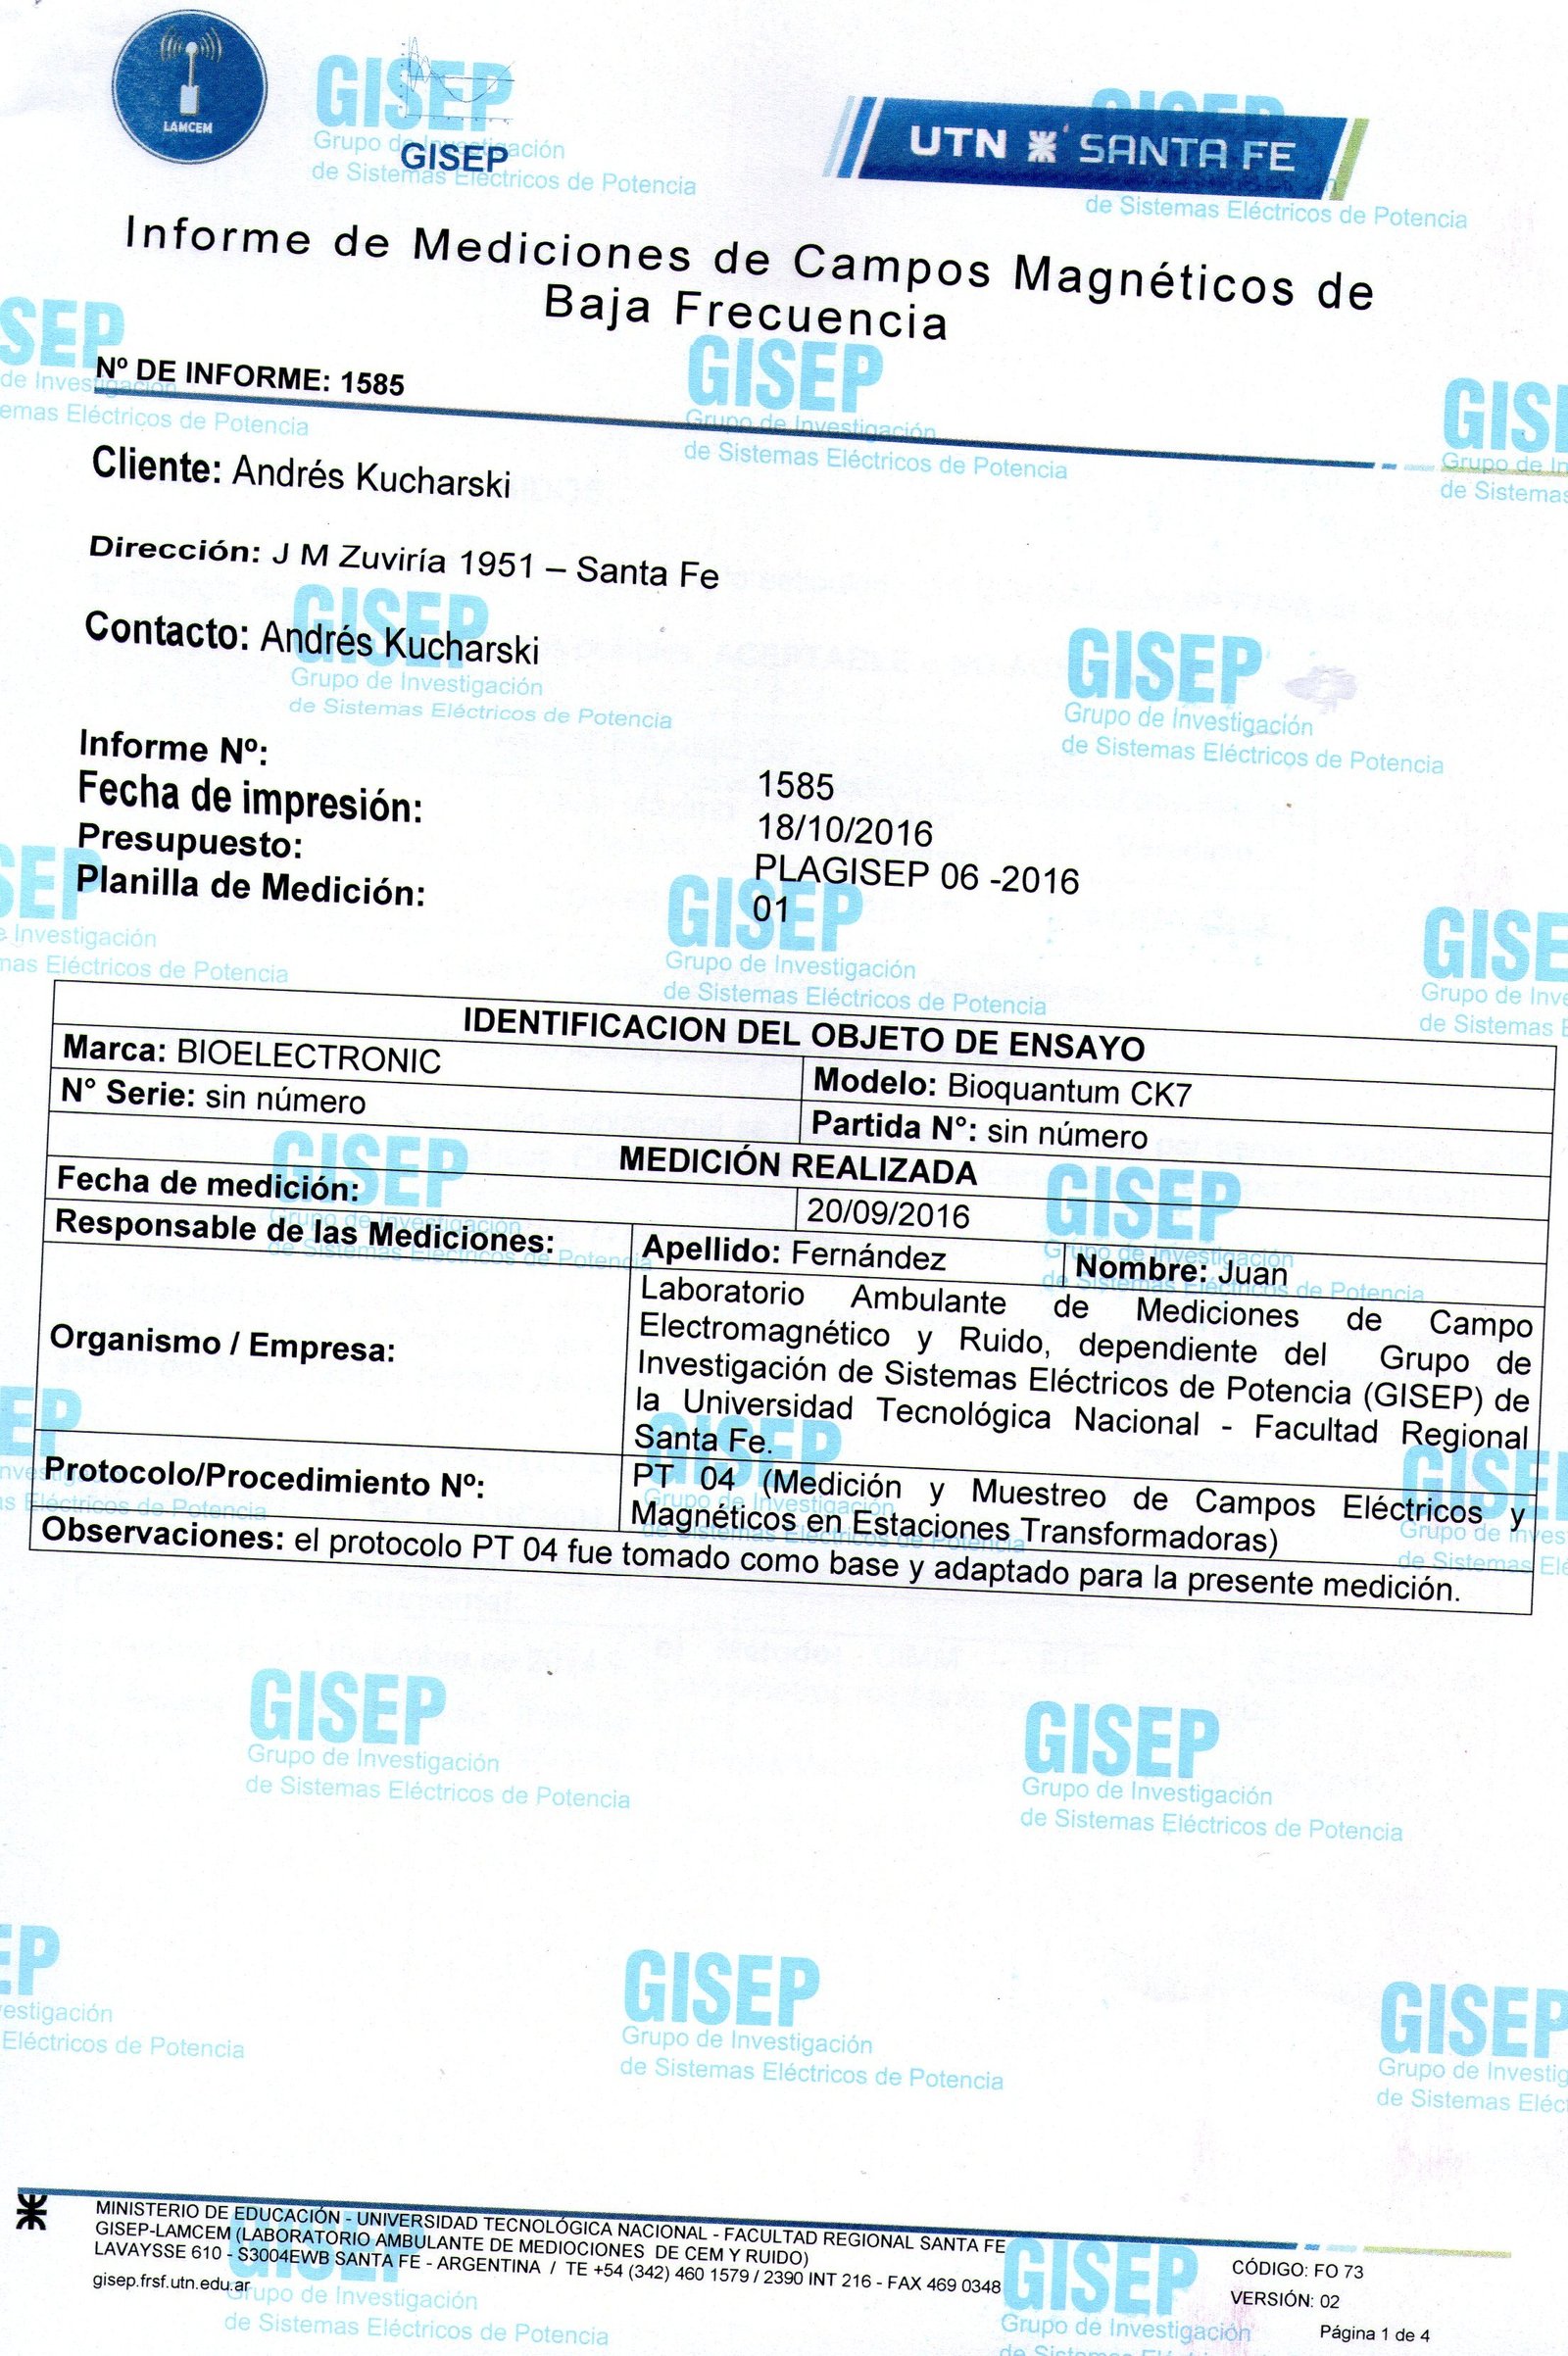 LAMCEM
GISEP
UTN SANTA FE
Informe de Mediciones de Campos Magnéticos de
Baja Frecuencia
Nº DE INFORME: 1585
Cliente: Andrés Kucharski
Dirección: J M Zuviría 1951 – Santa Fe
Contacto: Andrés Kucharski
Informe Nº: 1585
Fecha de impresión: 18/10/2016
Presupuesto: PLAGISEP 06 -2016
Planilla de Medición: 01
IDENTIFICACION DEL OBJETO DE ENSAYO
Marca: BIOELECTRONIC Modelo: Bioquantum CK7
N° Serie: sin número Partida N°: sin número
MEDICIÓN REALIZADA
Fecha de medición: 20/09/2016
Responsable de las Mediciones: Apellido: Fernández Nombre: Juan
Organismo / Empresa:
Laboratorio Ambulante de Mediciones de Campo
Electromagnético y Ruido, dependiente del Grupo de
Investigación de Sistemas Eléctricos de Potencia (GISEP) de
la Universidad Tecnológica Nacional - Facultad Regional
Santa Fe.
Protocolo/Procedimiento Nº:
PT 04 (Medición y Muestreo de Campos Eléctricos y
Magnéticos en Estaciones Transformadoras)
Observaciones: el protocolo PT 04 fue tomado como base y adaptado para la presente medición.
GISEP
Grupo de Investigación
de Sistemas Eléctricos de Potencia
MINISTERIO DE EDUCACIÓN - UNIVERSIDAD TECNOLÓGICA NACIONAL - FACULTAD REGIONAL SANTA FE
GISEP-LAMCEM (LABORATORIO AMBULANTE DE MEDIOCIONES DE CEM Y RUIDO)
LAVAYSSE 610 - S3004EWB SANTA FE - ARGENTINA / TE +54 (342) 460 1579 / 2390 INT 216 - FAX 469 0348
gisep.frsf.utn.edu.ar
CÓDIGO: FO 73
VERSIÓN: 02
Página 1 de 4